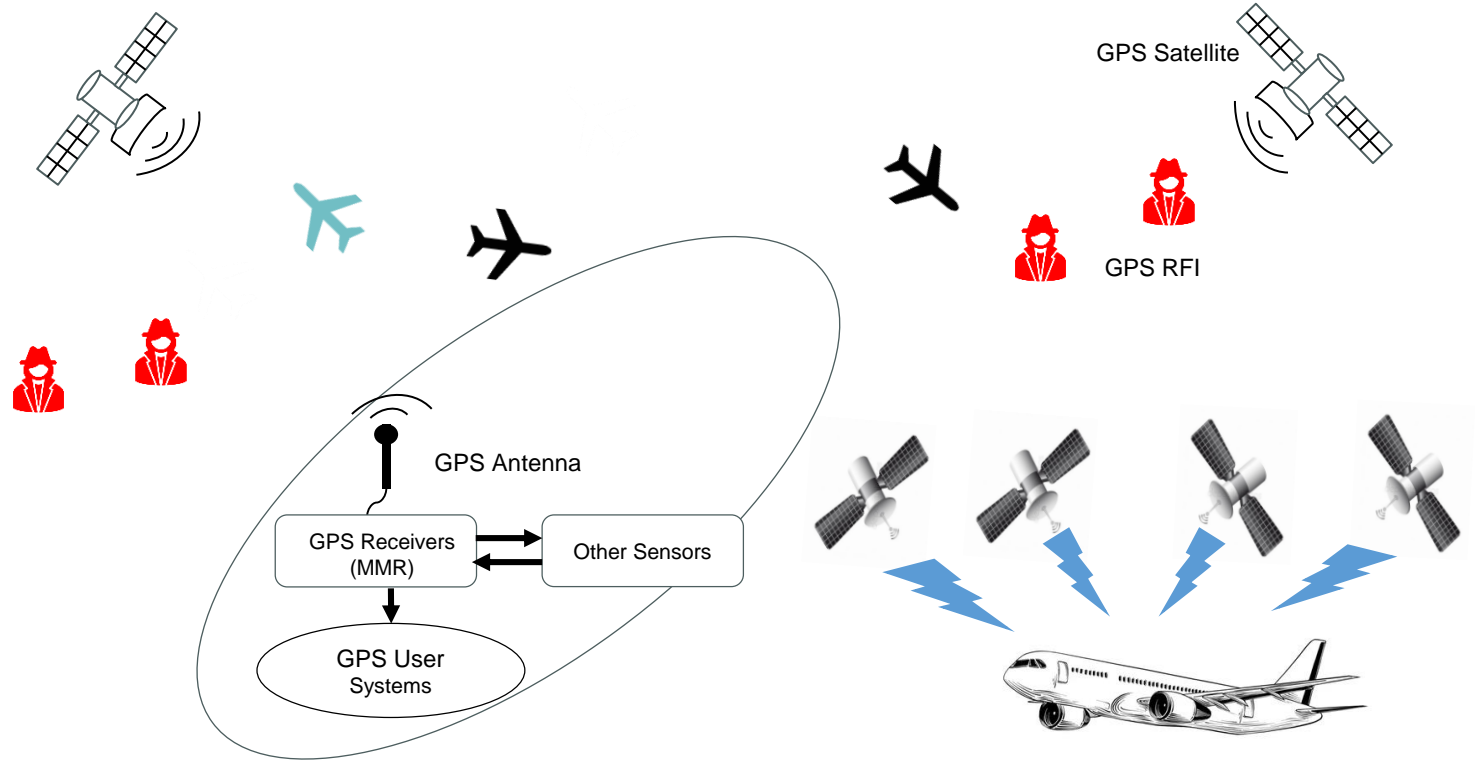 GPS Satellite
GPS RFI
GPS Antenna
GPS Receivers
(MMR)
Other Sensors
GPS User
Systems